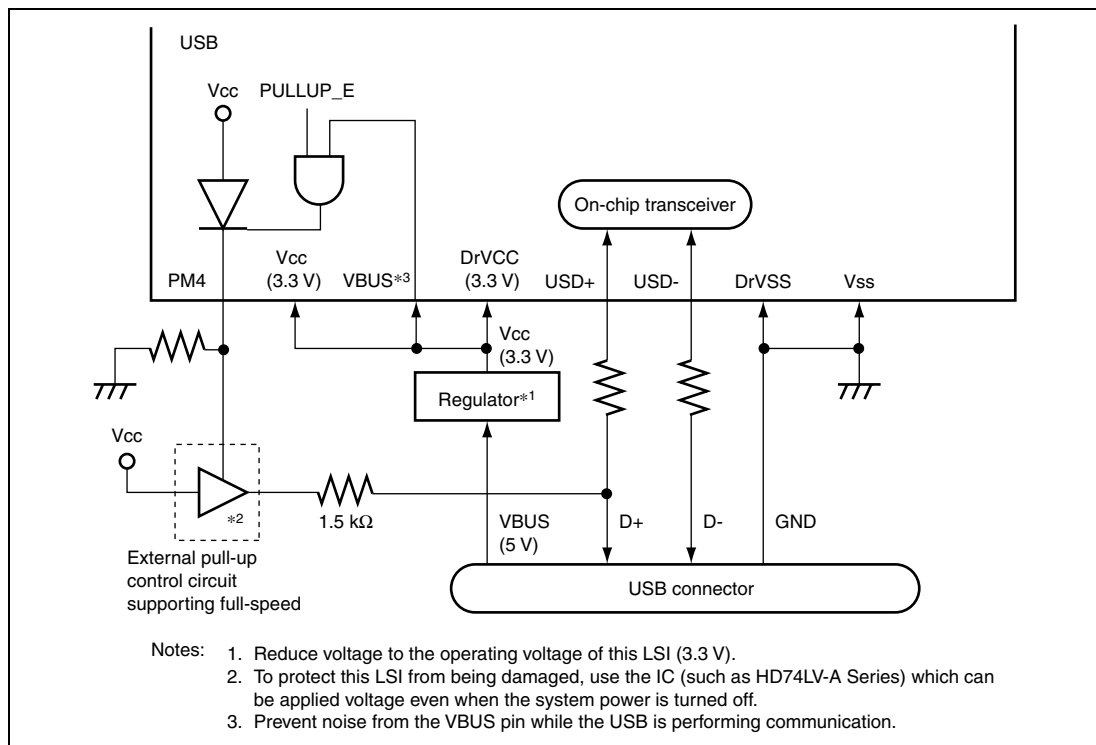 USB
Vcc
PULLUP_E
On-chip transceiver
PM4
Vcc
(3.3 V)
VBUS*3
DrVCC
(3.3 V)
USD+
USD-
DrVSS
Vss
Vcc
(3.3 V)
Regulator*1
Vcc
*2
1.5 kΩ
External pull-up
control circuit
supporting full-speed
VBUS
(5 V)
D+
D-
GND
USB connector
Notes: 1. Reduce voltage to the operating voltage of this LSI (3.3 V).
2. To protect this LSI from being damaged, use the IC (such as HD74LV-A Series) which can
be applied voltage even when the system power is turned off.
3. Prevent noise from the VBUS pin while the USB is performing communication.